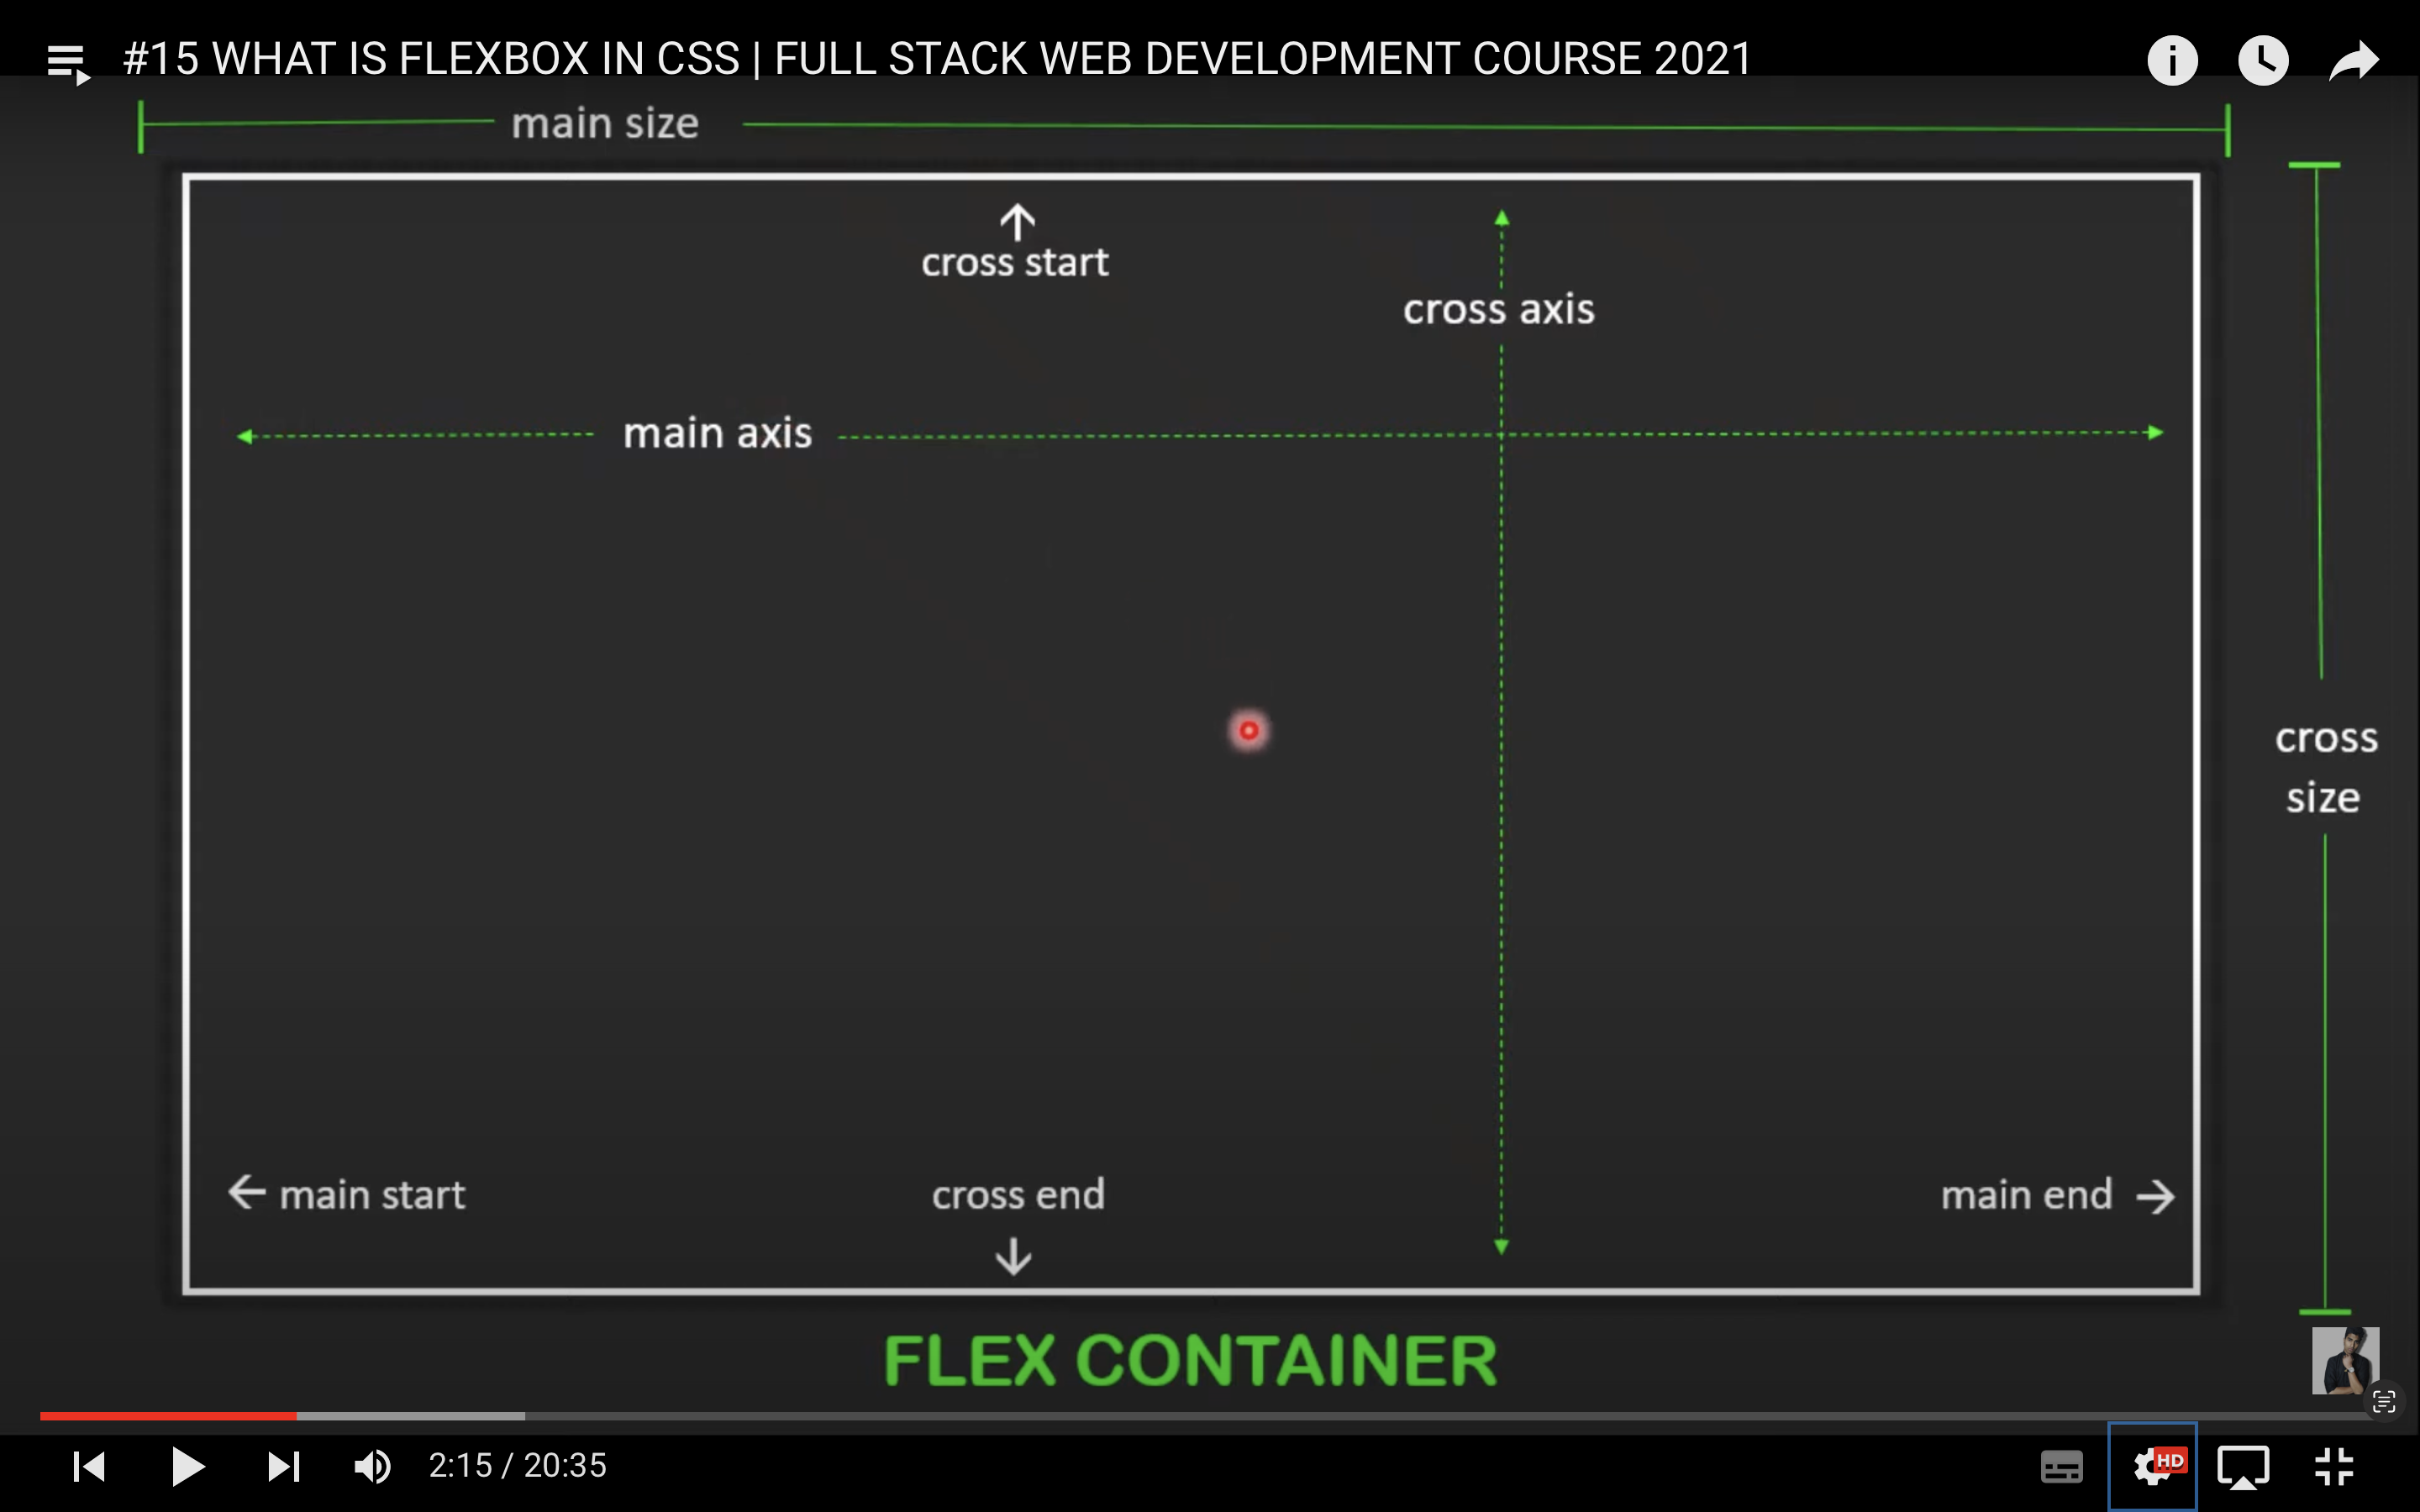 #15 WHAT IS FLEXBOX IN CSS | FULL STACK WEB DEVELOPMENT COURSE 2021
main size
cross start
cross axis
main axis
cross
size
main start
cross end
main end
FLEX CONTAINER
2:15 / 20:35
HD